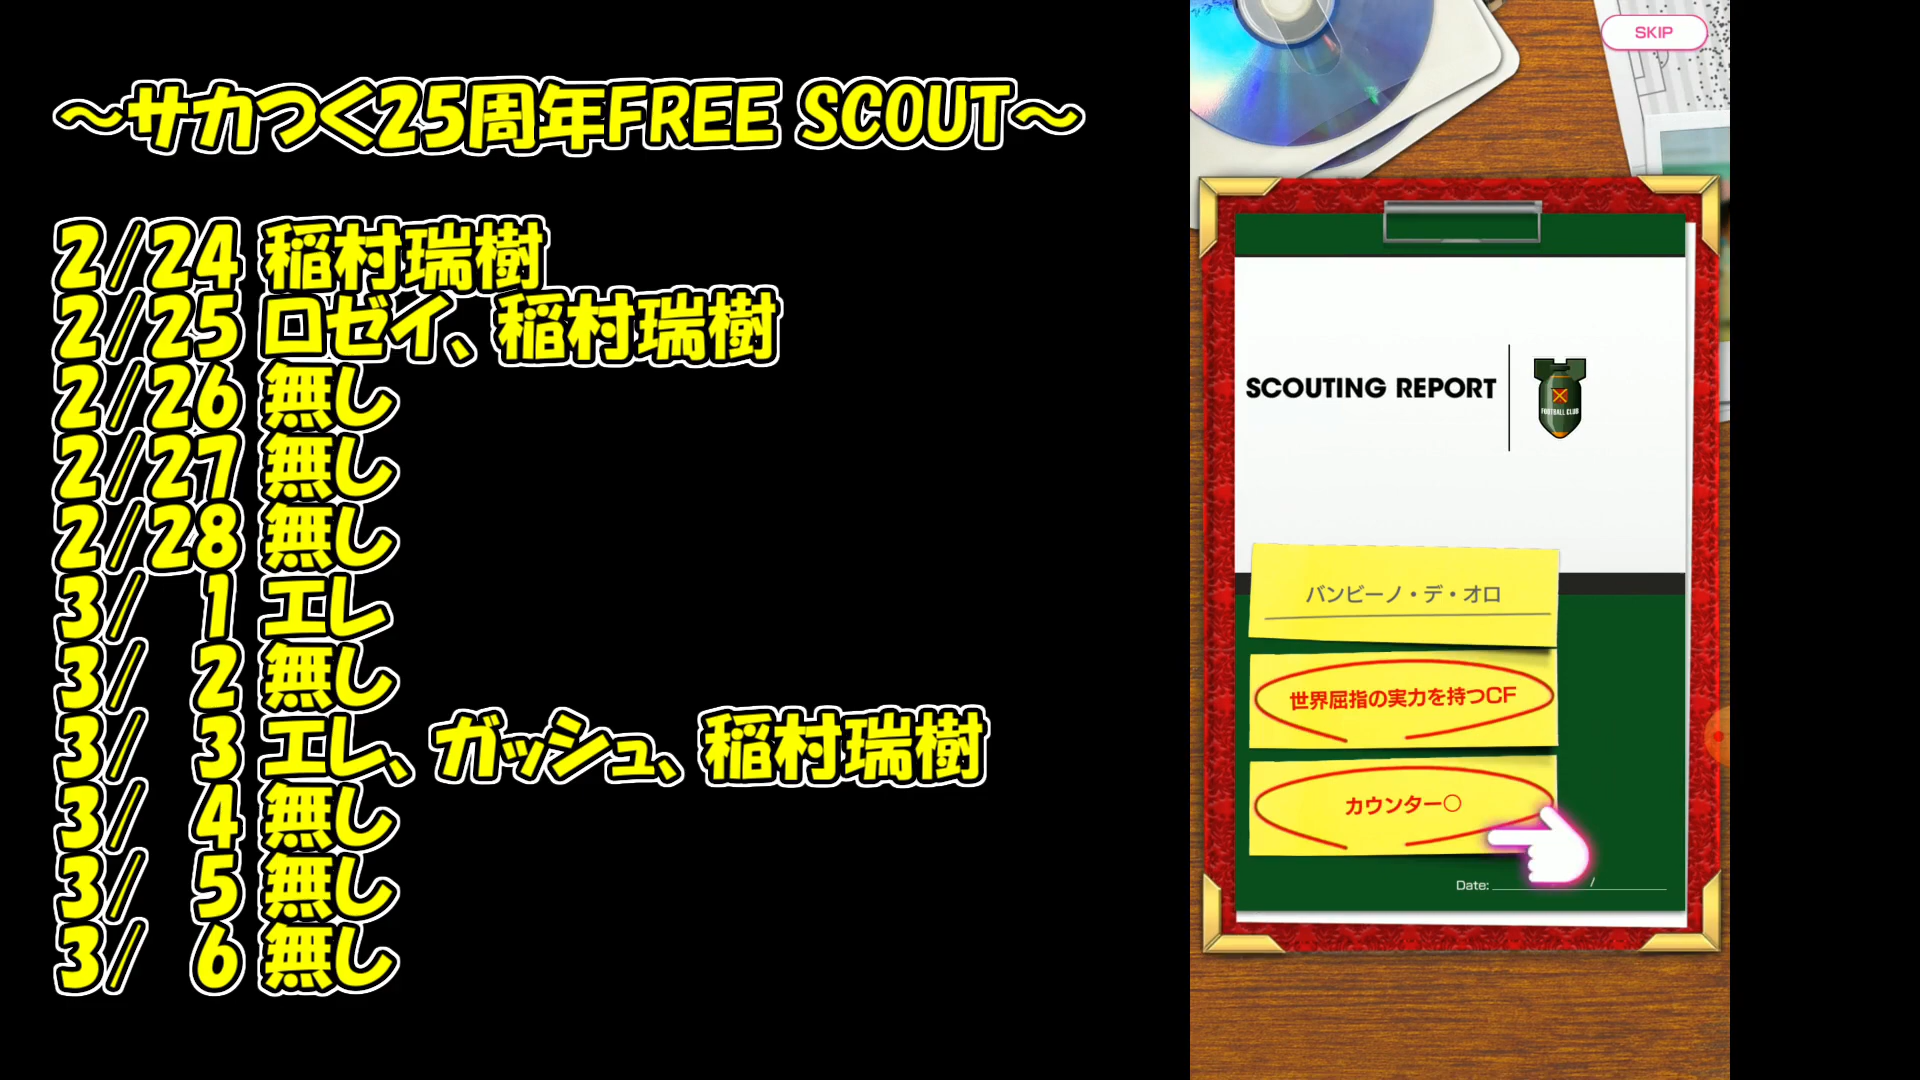 ～サカつく25周年FREE SCOUT～
2/24 稲村瑞樹
2/25 ロゼイ、稲村瑞樹
2/26 無し
2/27 無し
2/28 無し
3/ 1 エレ
3/ 2 無し
3/ 3 エレ、ガッシュ、稲村瑞樹
3/ 4 無し
3/ 5 無し
3/ 6 無し
SKIP
SCOUTING REPORT
FOOTBALL CLUB
バンビーノ・デ・オロ
世界屈指の実力を持つCF
カウンター○
Date: /